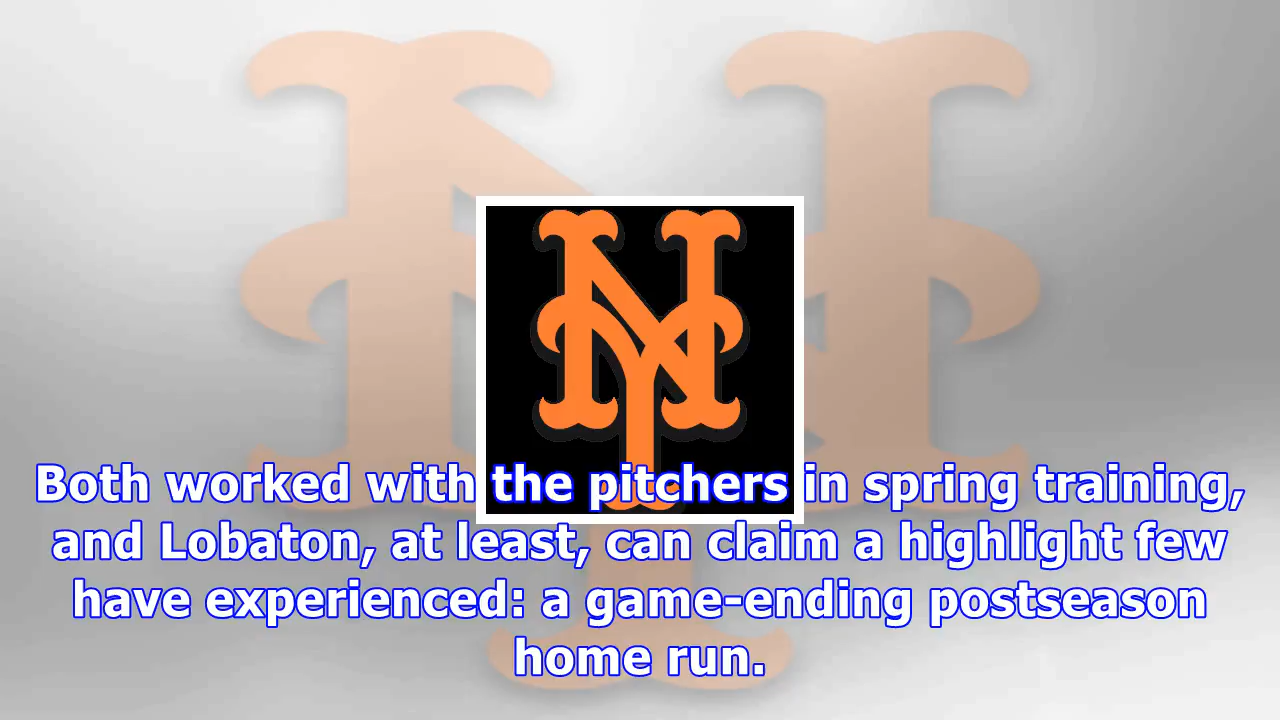 NY
Both worked with the pitchers in spring training,
and Lobaton, at least, can claim a highlight few
have experienced: a game-ending postseason
home run.